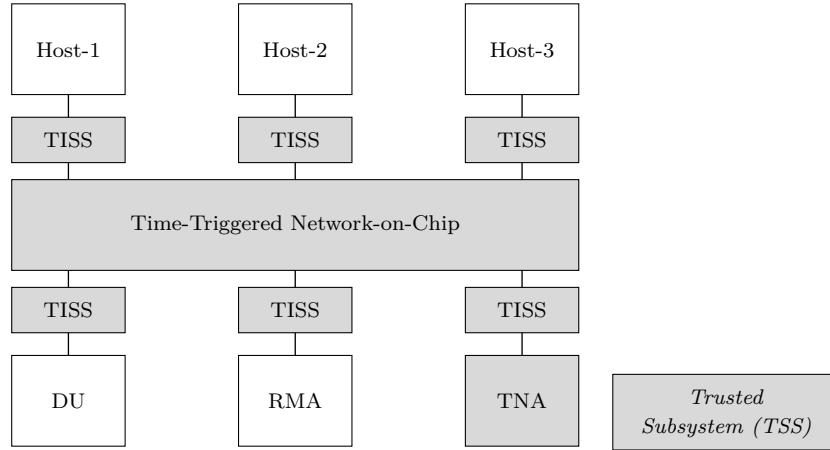 Host-1 Host-2 Host-3
TISS TISS TISS
Time-Triggered Network-on-Chip
TISS TISS TISS
DU RMA TNA
Trusted
Subsystem (TSS)